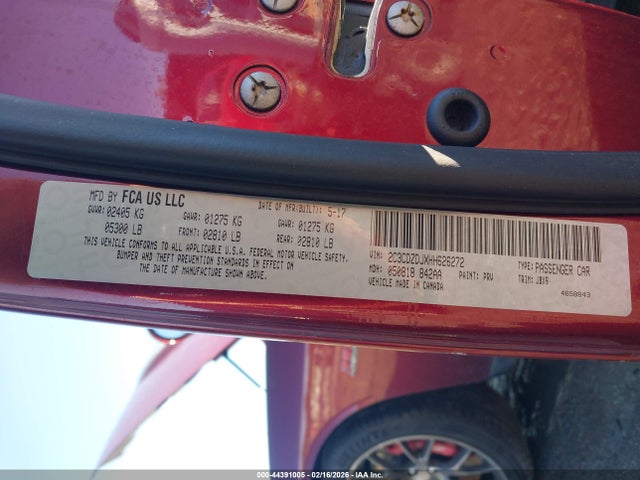 MFD BY FCA US LLC DATE OF MFR(BUILT): 5-17
GVWR: 02405 KG GAWR: 01275 KG GAWR: 01275 KG
05300 LB FRONT: 02810 LB REAR: 02810 LB
THIS VEHICLE CONFORMS TO ALL APPLICABLE U.S.A. FEDERAL MOTOR VEHICLE SAFETY,
BUMPER AND THEFT PREVENTION STANDARDS IN EFFECT ON
THE DATE OF MANUFACTURE SHOWN ABOVE.
VIN: 2C3CDZDJXHH626272 TYPE: PASSENGER CAR
MDH: 050818 842AA PAINT: PRV TRIM: JBX9
VEHICLE MADE IN CANADA 4658849
000-44391005 - 02/16/2026 - IAA Inc.